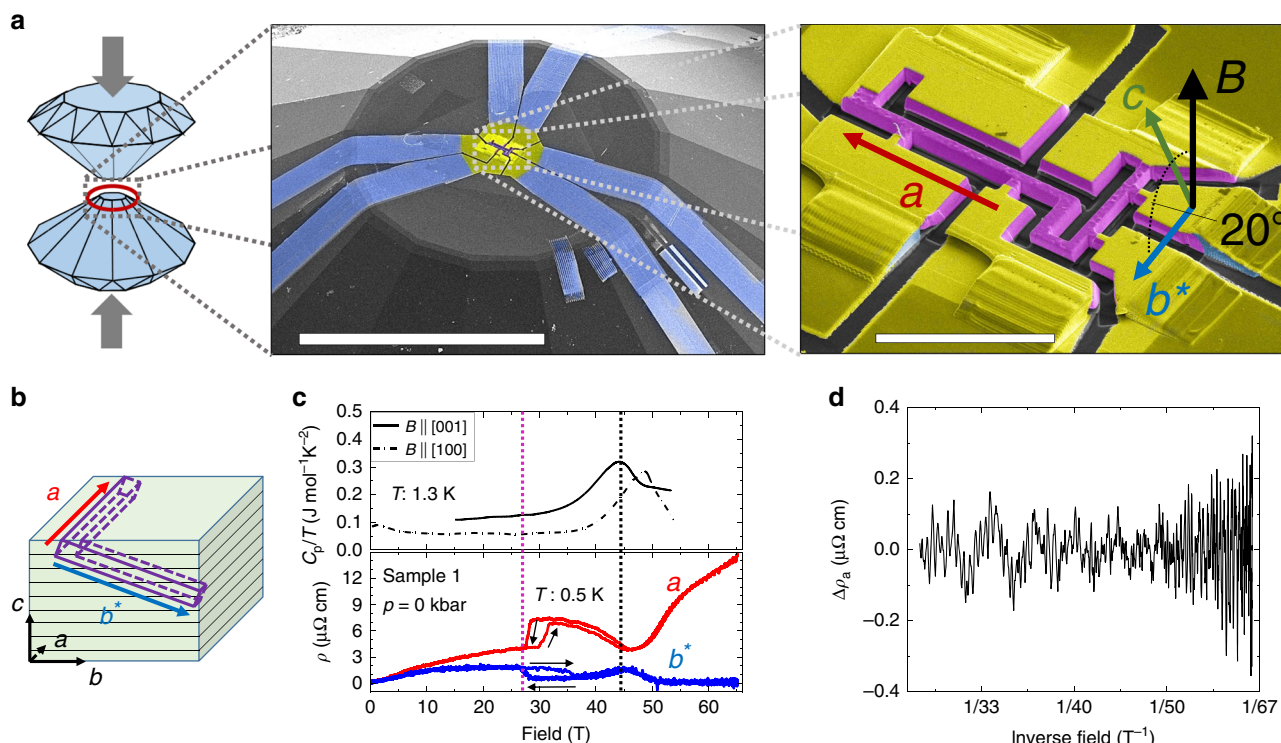 a
B
c
a
20°
b*
b
a
b*
c
a
b
c
0.5
0.4
0.3
0.2
0.1
0.0
C_p/T (J mol⁻¹K⁻²)
B || [001]
B || [100]
T: 1.3 K
12
9
6
3
0
ρ (μΩ cm)
Sample 1
p = 0 kbar
T : 0.5 K
a
b*
0 10 20 30 40 50 60
Field (T)
d
0.4
0.2
0.0
−0.2
−0.4
Δρₐ (μΩ cm)
1/33 1/40 1/50 1/67
Inverse field (T⁻¹)